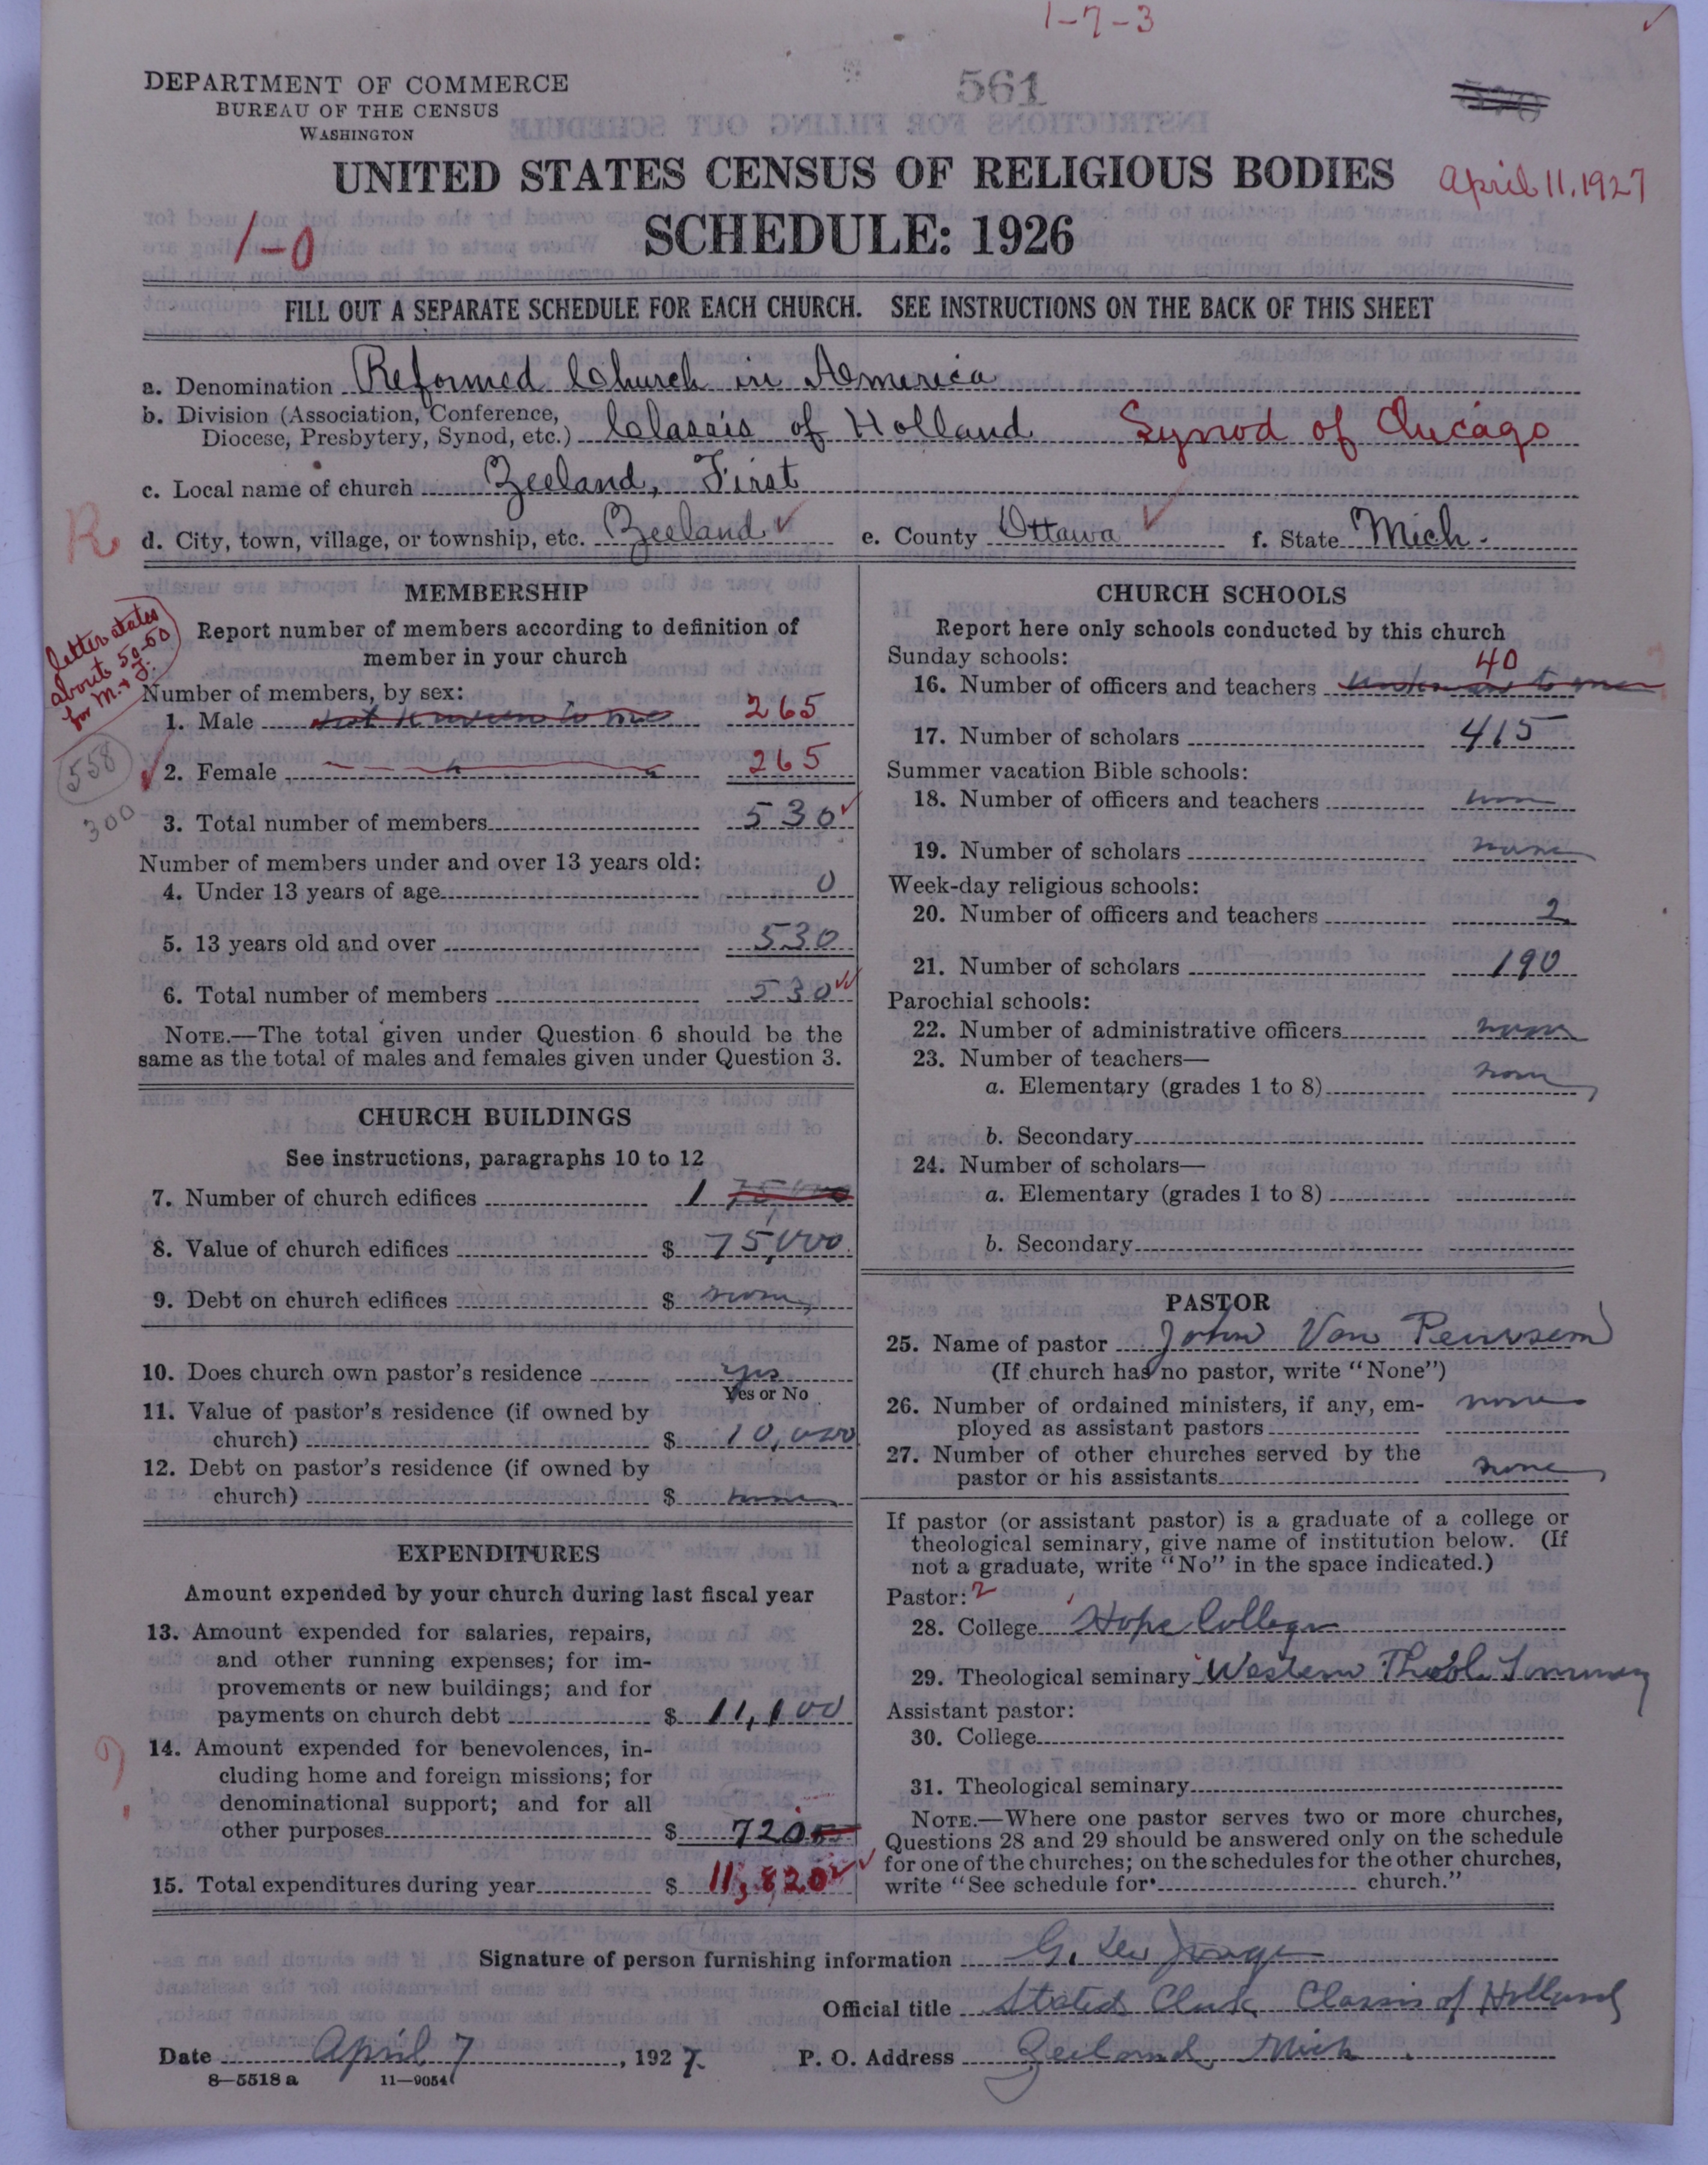 1-7-3
DEPARTMENT OF COMMERCE
BUREAU OF THE CENSUS
WASHINGTON
561
UNITED STATES CENSUS OF RELIGIOUS BODIES
April 11, 1927
SCHEDULE: 1926
1-0
FILL OUT A SEPARATE SCHEDULE FOR EACH CHURCH. SEE INSTRUCTIONS ON THE BACK OF THIS SHEET
a. Denomination Reformed Church in America
b. Division (Association, Conference, Diocese, Presbytery, Synod, etc.) Classis of Holland Synod of Chicago
c. Local name of church Zeeland, First
R
d. City, town, village, or township, etc. Zeeland e. County Ottawa f. State Mich.
MEMBERSHIP
Report number of members according to definition of
member in your church
letter states
about 50-50
for M. & F.
Number of members, by sex:
1. Male not known to me 265
558
2. Female 265
300
3. Total number of members 530
Number of members under and over 13 years old:
4. Under 13 years of age 0
5. 13 years old and over 530
6. Total number of members 530
NOTE.—The total given under Question 6 should be the
same as the total of males and females given under Question 3.
CHURCH BUILDINGS
See instructions, paragraphs 10 to 12
7. Number of church edifices 1 75000
8. Value of church edifices $ 75,000
9. Debt on church edifices $ none
10. Does church own pastor's residence yes
Yes or No
11. Value of pastor's residence (if owned by
church) $ 10,000
12. Debt on pastor's residence (if owned by
church) $ none
EXPENDITURES
Amount expended by your church during last fiscal year
13. Amount expended for salaries, repairs,
and other running expenses; for im-
provements or new buildings; and for
payments on church debt $ 11,100
14. Amount expended for benevolences, in-
cluding home and foreign missions; for
denominational support; and for all
other purposes $ 720
15. Total expenditures during year $ 11,820
CHURCH SCHOOLS
Report here only schools conducted by this church
Sunday schools:
40
16. Number of officers and teachers unknown to me
17. Number of scholars 415
Summer vacation Bible schools:
18. Number of officers and teachers none
19. Number of scholars none
Week-day religious schools:
20. Number of officers and teachers 2
21. Number of scholars 190
Parochial schools:
22. Number of administrative officers none
23. Number of teachers—
a. Elementary (grades 1 to 8) none
b. Secondary
24. Number of scholars—
a. Elementary (grades 1 to 8)
b. Secondary
PASTOR
25. Name of pastor John Van Peursem
(If church has no pastor, write "None")
26. Number of ordained ministers, if any, em-
ployed as assistant pastors none
27. Number of other churches served by the
pastor or his assistants none
If pastor (or assistant pastor) is a graduate of a college or
theological seminary, give name of institution below. (If
not a graduate, write "No" in the space indicated.)
Pastor: 2
28. College Hope College
29. Theological seminary Western Theol. Seminary
Assistant pastor:
30. College
31. Theological seminary
NOTE.—Where one pastor serves two or more churches,
Questions 28 and 29 should be answered only on the schedule
for one of the churches; on the schedules for the other churches,
write "See schedule for church."
Signature of person furnishing information G. De Jonge
Official title Stated Clerk Classis of Holland
Date April 7, 1927. P. O. Address Zeeland, Mich.
8—5518 a 11—9054